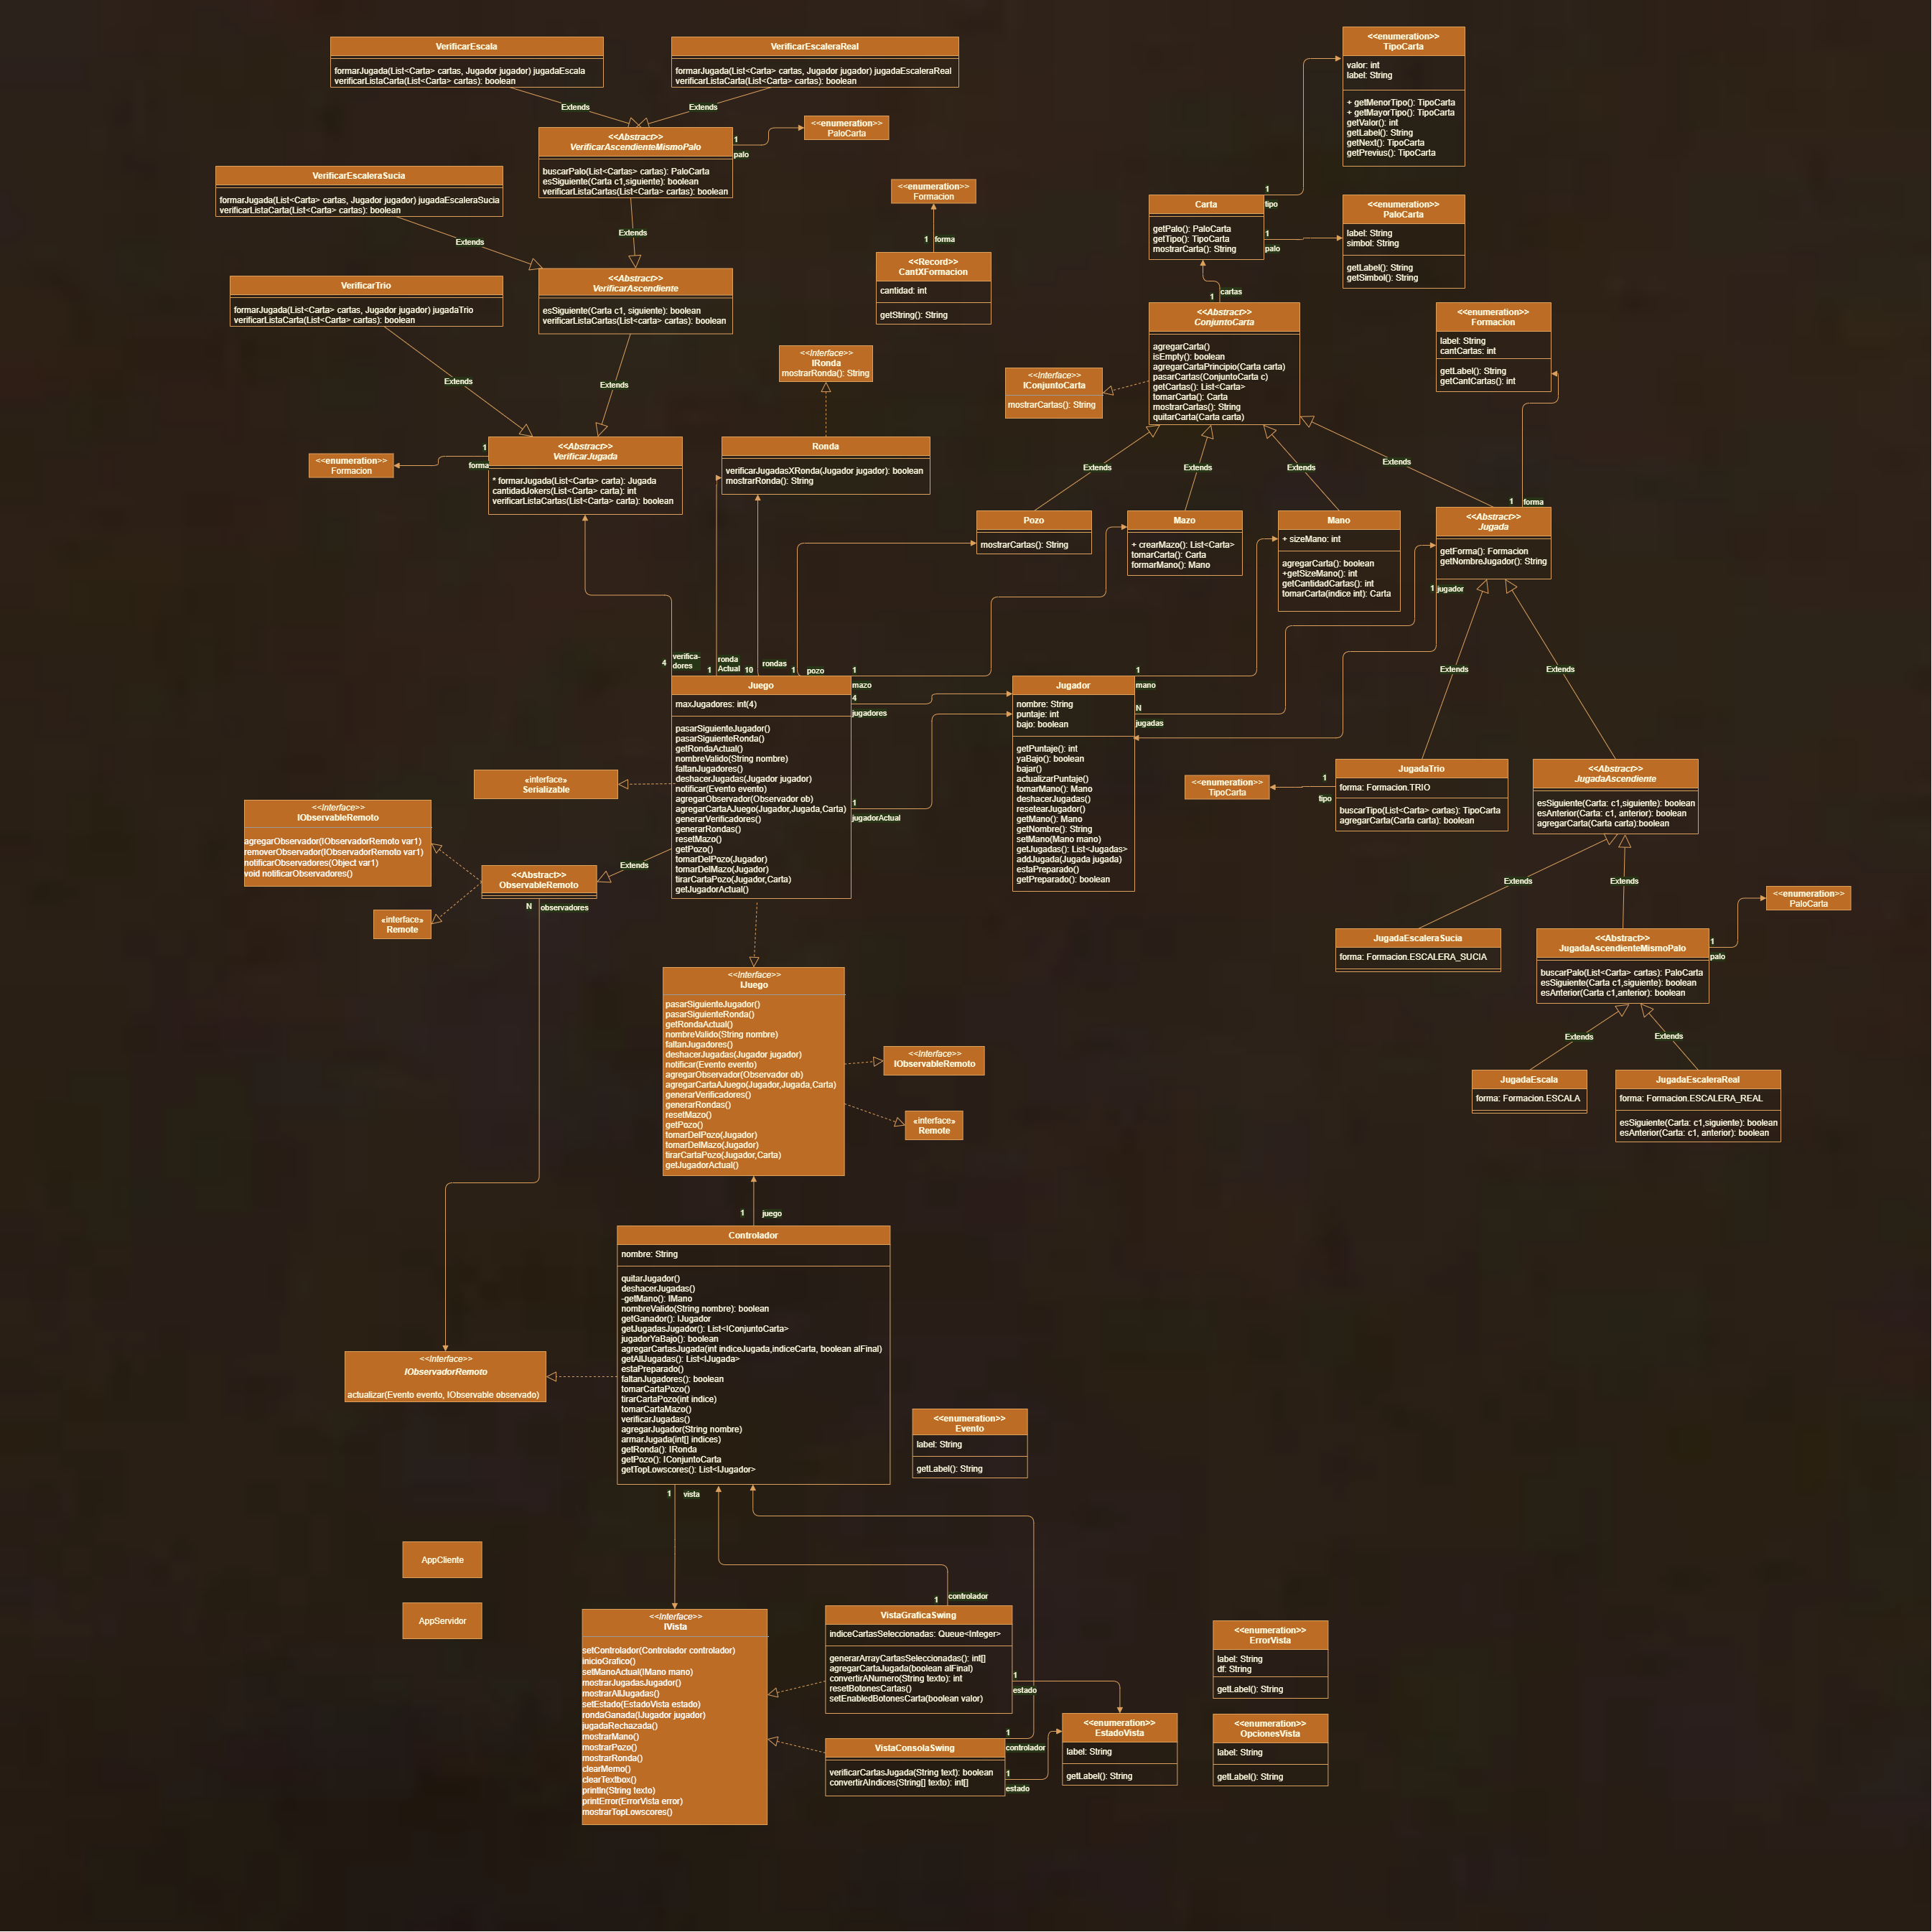 VerificarEscala
formarJugada(List<Carta> cartas, Jugador jugador) jugadaEscala
verificarListaCarta(List<Carta> cartas): boolean
VerificarEscaleraReal
formarJugada(List<Carta> cartas, Jugador jugador) jugadaEscaleraReal
verificarListaCarta(List<Carta> cartas): boolean
Extends
Extends
<<Abstract>>
VerificarAscendienteMismoPalo
buscarPalo(List<Cartas> cartas): PaloCarta
esSiguiente(Carta c1,siguiente): boolean
verificarListaCartas(List<Carta> cartas): boolean
1
palo
<<enumeration>>
PaloCarta
VerificarEscaleraSucia
formarJugada(List<Carta> cartas, Jugador jugador) jugadaEscaleraSucia
verificarListaCarta(List<Carta> cartas): boolean
Extends
Extends
VerificarTrio
formarJugada(List<Carta> cartas, Jugador jugador) jugadaTrio
verificarListaCarta(List<Carta> cartas): boolean
<<Abstract>>
VerificarAscendiente
esSiguiente(Carta c1, siguiente): boolean
verificarListaCartas(List<carta> cartas): boolean
Extends
Extends
<<enumeration>>
Formacion
1
forma
<<Abstract>>
VerificarJugada
* formarJugada(List<Carta> carta): Jugada
cantidadJokers(List<Carta> carta): int
verificarListaCartas(List<Carta> carta): boolean
<<enumeration>>
Formacion
1 forma
<<Record>>
CantXFormacion
cantidad: int
getString(): String
<<Interface>>
IRonda
mostrarRonda(): String
Ronda
verificarJugadasXRonda(Jugador jugador): boolean
mostrarRonda(): String
<<enumeration>>
TipoCarta
valor: int
label: String
+ getMenorTipo(): TipoCarta
+ getMayorTipo(): TipoCarta
getValor(): int
getLabel(): String
getNext(): TipoCarta
getPrevius(): TipoCarta
Carta
getPalo(): PaloCarta
getTipo(): TipoCarta
mostrarCarta(): String
1
tipo
1
palo
<<enumeration>>
PaloCarta
label: String
simbol: String
getLabel(): String
getSimbol(): String
cartas
1
<<Abstract>>
ConjuntoCarta
agregarCarta()
isEmpty(): boolean
agregarCartaPrincipio(Carta carta)
pasarCartas(ConjuntoCarta c)
getCartas(): List<Carta>
tomarCarta(): Carta
mostrarCartas(): String
quitarCarta(Carta carta)
<<Interface>>
IConjuntoCarta
mostrarCartas(): String
<<enumeration>>
Formacion
label: String
cantCartas: int
getLabel(): String
getCantCartas(): int
Extends
Extends
Extends
Extends
1 forma
Pozo
mostrarCartas(): String
Mazo
+ crearMazo(): List<Carta>
tomarCarta(): Carta
formarMano(): Mano
Mano
+ sizeMano: int
agregarCarta(): boolean
+getSizeMano(): int
getCantidadCartas(): int
tomarCarta(indice int): Carta
<<Abstract>>
Jugada
getForma(): Formacion
getNombreJugador(): String
1 jugador
4
verifica-
dores
1
ronda
Actual
10 rondas
1 pozo
1
mazo
Juego
maxJugadores: int(4)
pasarSiguienteJugador()
pasarSiguienteRonda()
getRondaActual()
nombreValido(String nombre)
faltanJugadores()
deshacerJugadas(Jugador jugador)
notificar(Evento evento)
agregarObservador(Observador ob)
agregarCartaAJuego(Jugador,Jugada,Carta)
generarVerificadores()
generarRondas()
resetMazo()
getPozo()
tomarDelPozo(Jugador)
tomarDelMazo(Jugador)
tirarCartaPozo(Jugador,Carta)
getJugadorActual()
4
jugadores
1
jugadorActual
Jugador
nombre: String
puntaje: int
bajo: boolean
getPuntaje(): int
yaBajo(): boolean
bajar()
actualizarPuntaje()
tomarMano(): Mano
deshacerJugadas()
resetearJugador()
getMano(): Mano
getNombre(): String
setMano(Mano mano)
getJugadas(): List<Jugadas>
addJugada(Jugada jugada)
estaPreparado()
getPreparado(): boolean
1
mano
N
jugadas
Extends
Extends
<<enumeration>>
TipoCarta
1
tipo
JugadaTrio
forma: Formacion.TRIO
buscarTipo(List<Carta> cartas): TipoCarta
agregarCarta(Carta carta): boolean
<<Abstract>>
JugadaAscendiente
esSiguiente(Carta: c1,siguiente): boolean
esAnterior(Carta: c1, anterior): boolean
agregarCarta(Carta carta):boolean
Extends
Extends
JugadaEscaleraSucia
forma: Formacion.ESCALERA_SUCIA
<<Abstract>>
JugadaAscendienteMismoPalo
buscarPalo(List<Carta> cartas): PaloCarta
esSiguiente(Carta c1,siguiente): boolean
esAnterior(Carta c1,anterior): boolean
1
palo
<<enumeration>>
PaloCarta
Extends
Extends
JugadaEscala
forma: Formacion.ESCALA
JugadaEscaleraReal
forma: Formacion.ESCALERA_REAL
esSiguiente(Carta: c1,siguiente): boolean
esAnterior(Carta: c1, anterior): boolean
«interface»
Serializable
<<Interface>>
IObservableRemoto
agregarObservador(IObservadorRemoto var1)
removerObservador(IObservadorRemoto var1)
notificarObservadores(Object var1)
void notificarObservadores()
Extends
<<Abstract>>
ObservableRemoto
N observadores
«interface»
Remote
<<Interface>>
IJuego
pasarSiguienteJugador()
pasarSiguienteRonda()
getRondaActual()
nombreValido(String nombre)
faltanJugadores()
deshacerJugadas(Jugador jugador)
notificar(Evento evento)
agregarObservador(Observador ob)
agregarCartaAJuego(Jugador,Jugada,Carta)
generarVerificadores()
generarRondas()
resetMazo()
getPozo()
tomarDelPozo(Jugador)
tomarDelMazo(Jugador)
tirarCartaPozo(Jugador,Carta)
getJugadorActual()
<<Interface>>
IObservableRemoto
«interface»
Remote
1 juego
Controlador
nombre: String
quitarJugador()
deshacerJugadas()
-getMano(): IMano
nombreValido(String nombre): boolean
getGanador(): IJugador
getJugadasJugador(): List<IConjuntoCarta>
jugadorYaBajo(): boolean
agregarCartasJugada(int indiceJugada,indiceCarta, boolean alFinal)
getAllJugadas(): List<IJugada>
estaPreparado()
faltanJugadores(): boolean
tomarCartaPozo()
tirarCartaPozo(int indice)
tomarCartaMazo()
verificarJugadas()
agregarJugador(String nombre)
armarJugada(int[] indices)
getRonda(): IRonda
getPozo(): IConjuntoCarta
getTopLowscores(): List<IJugador>
<<Interface>>
IObservadorRemoto
actualizar(Evento evento, IObservable observado)
<<enumeration>>
Evento
label: String
getLabel(): String
1 vista
AppCliente
AppServidor
<<Interface>>
IVista
setControlador(Controlador controlador)
inicioGrafico()
setManoActual(IMano mano)
mostrarJugadasJugador()
mostrarAllJugadas()
setEstado(EstadoVista estado)
rondaGanada(IJugador jugador)
jugadaRechazada()
mostrarMano()
mostrarPozo()
mostrarRonda()
clearMemo()
clearTextbox()
println(String texto)
printError(ErrorVista error)
mostrarTopLowscores()
1 controlador
VistaGraficaSwing
indiceCartasSeleccionadas: Queue<Integer>
generarArrayCartasSeleccionadas(): int[]
agregarCartaJugada(boolean alFinal)
convertirANumero(String texto): int
resetBotonesCartas()
setEnabledBotonesCarta(boolean valor)
1
estado
1
controlador
VistaConsolaSwing
verificarCartasJugada(String text): boolean
convertirAIndices(String[] texto): int[]
1
estado
<<enumeration>>
EstadoVista
label: String
getLabel(): String
<<enumeration>>
ErrorVista
label: String
df: String
getLabel(): String
<<enumeration>>
OpcionesVista
label: String
getLabel(): String